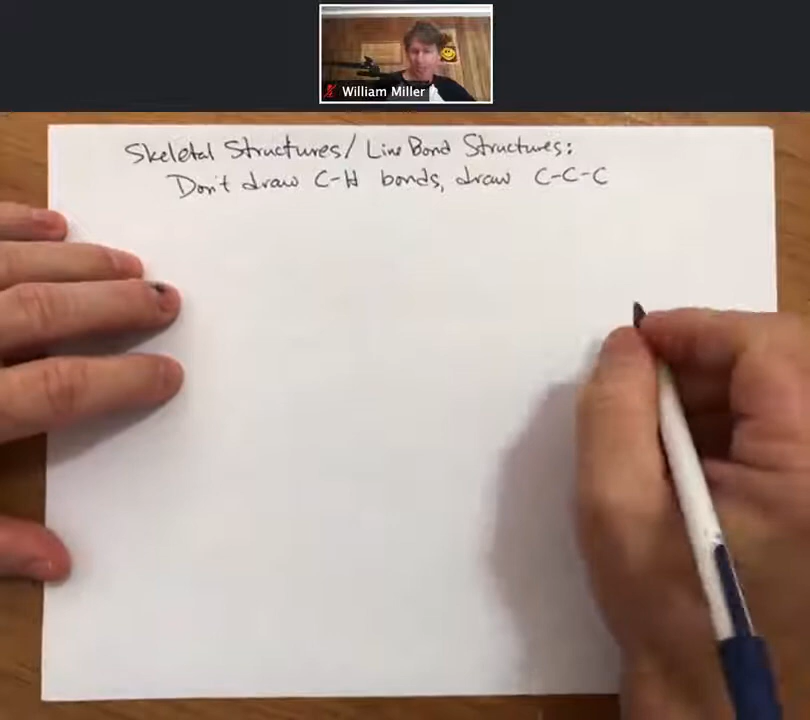 William Miller
Skeletal Structures/ Line Bond Structures:
Don't draw C-H bonds, draw C-C-C